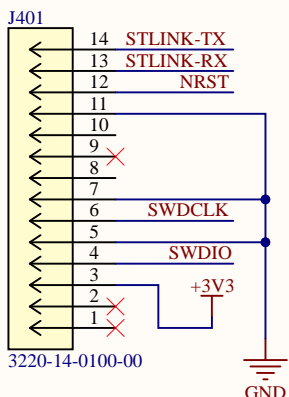 J401
14 STLINK-TX
13 STLINK-RX
12 NRST
11
10
9
8
7
6 SWDCLK
5
4 SWDIO
3 +3V3
2
1
3220-14-0100-00
GND